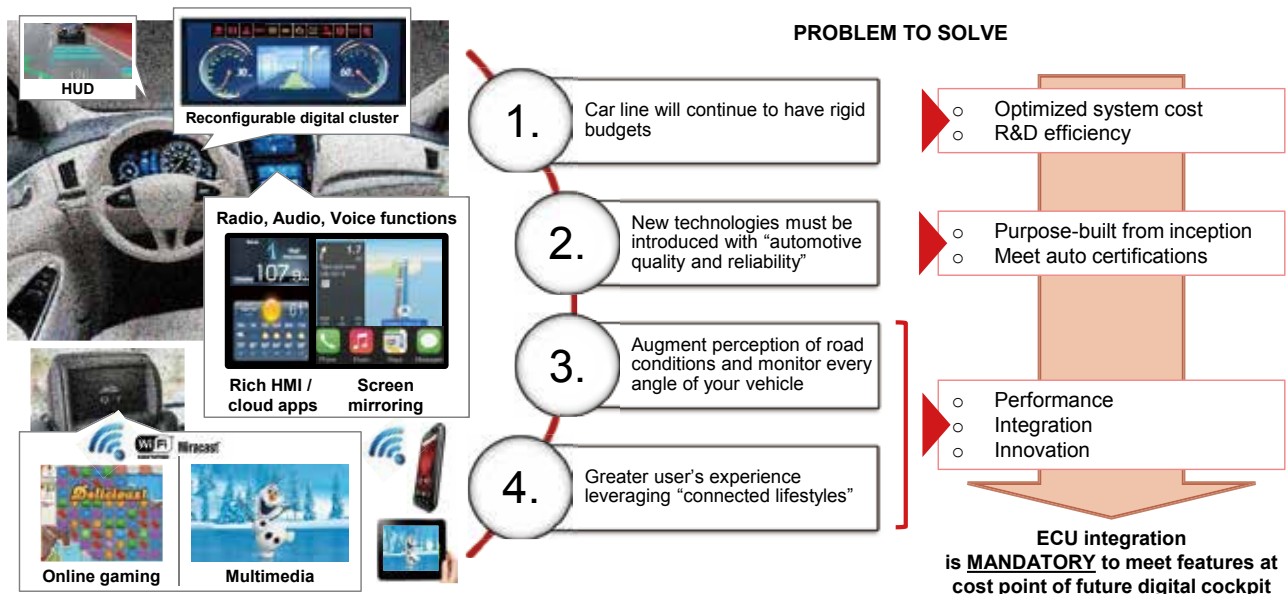 HUD
Reconfigurable digital cluster
Radio, Audio, Voice functions
107.9
Rich HMI /
cloud apps
Screen
mirroring
WiFi
Miracast
Delicious!
Online gaming
Multimedia
PROBLEM TO SOLVE
1.
Car line will continue to have rigid
budgets
2.
New technologies must be
introduced with “automotive
quality and reliability”
3.
Augment perception of road
conditions and monitor every
angle of your vehicle
4.
Greater user’s experience
leveraging “connected lifestyles”
o Optimized system cost
o R&D efficiency
o Purpose-built from inception
o Meet auto certifications
o Performance
o Integration
o Innovation
ECU integration
is MANDATORY to meet features at
cost point of future digital cockpit